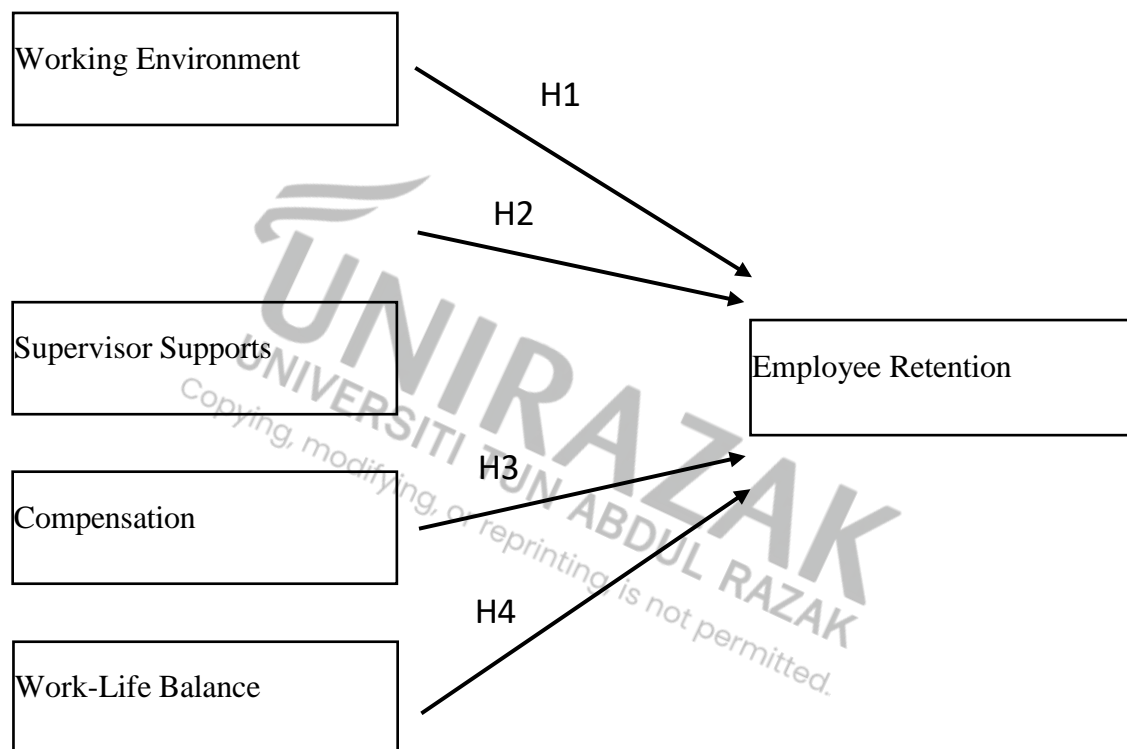 Working Environment
H1
H2
Supervisor Supports
Employee Retention
Compensation
H3
Work-Life Balance
H4
UNIRAZAK
UNIVERSITI TUN ABDUL RAZAK
Copying, modifying, or reprinting, is not permitted.